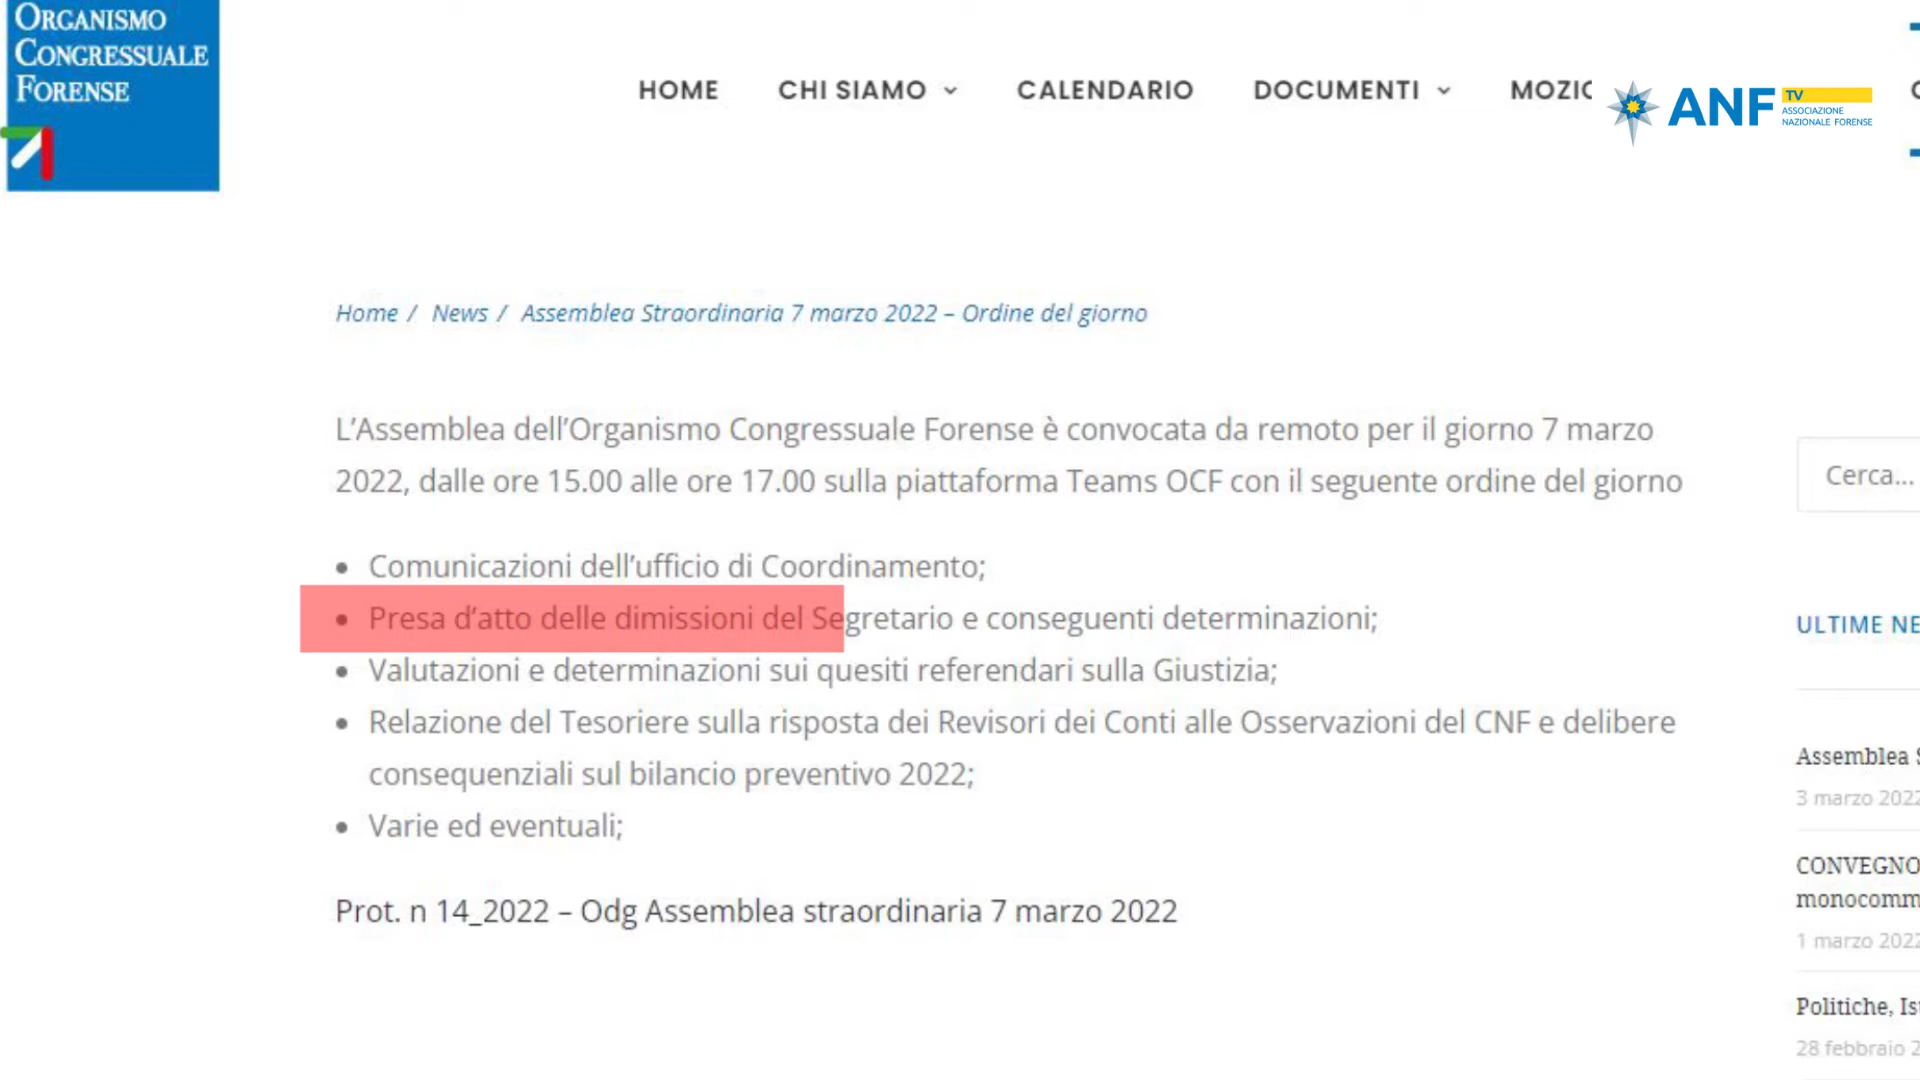 ORGANISMO
CONGRESSUALE
FORENSE
HOME CHI SIAMO CALENDARIO DOCUMENTI
ANF TV
ASSOCIAZIONE
NAZIONALE FORENSE
Home / News / Assemblea Straordinaria 7 marzo 2022 – Ordine del giorno
L’Assemblea dell’Organismo Congressuale Forense è convocata da remoto per il giorno 7 marzo
2022, dalle ore 15.00 alle ore 17.00 sulla piattaforma Teams OCF con il seguente ordine del giorno
• Comunicazioni dell’ufficio di Coordinamento;
• Presa d’atto delle dimissioni del Segretario e conseguenti determinazioni;
• Valutazioni e determinazioni sui quesiti referendari sulla Giustizia;
• Relazione del Tesoriere sulla risposta dei Revisori dei Conti alle Osservazioni del CNF e delibere
consequenziali sul bilancio preventivo 2022;
• Varie ed eventuali;
Prot. n 14_2022 – Odg Assemblea straordinaria 7 marzo 2022
Cerca...
ULTIME
Assemblea
3 marzo 2022
CONVEGNO
1 marzo 2022
Politiche,
28 febbraio